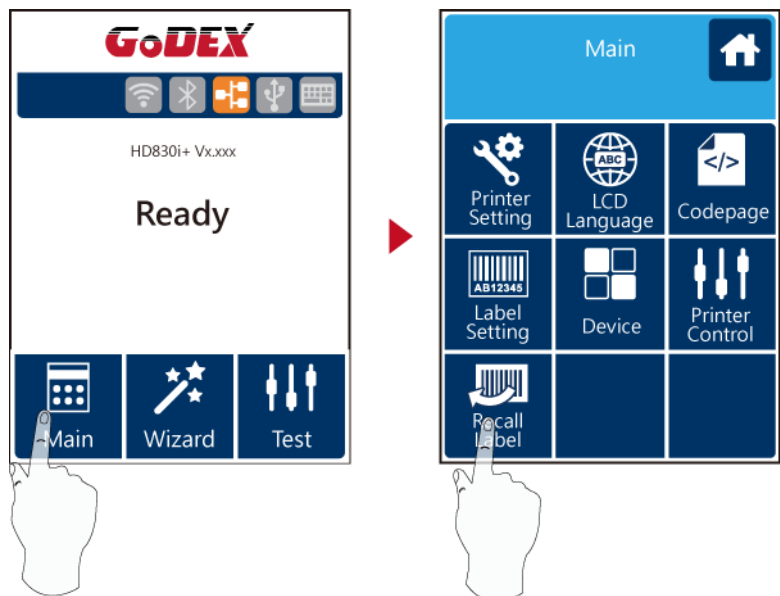 GoDEX
HD830i+ Vx.xxx
Ready
Main
Wizard
Test
Main
Printer
Setting
ABC
LCD
Language
</>
Codepage
AB12345
Label
Setting
Device
Printer
Control
Recall
Label